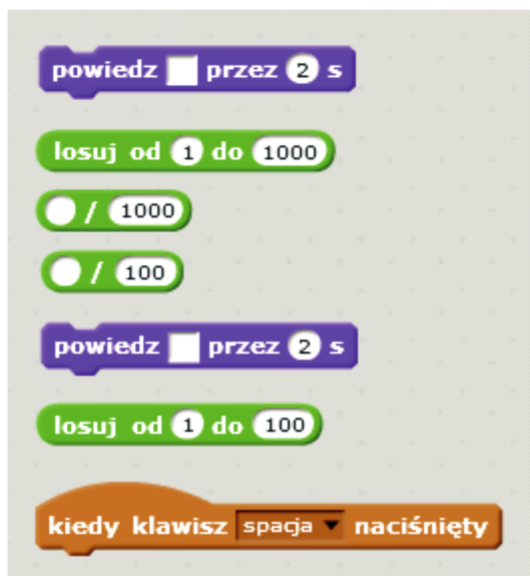 powiedz przez 2 s
losuj od 1 do 1000
/ 1000
/ 100
powiedz przez 2 s
losuj od 1 do 100
kiedy klawisz spacja naciśnięty